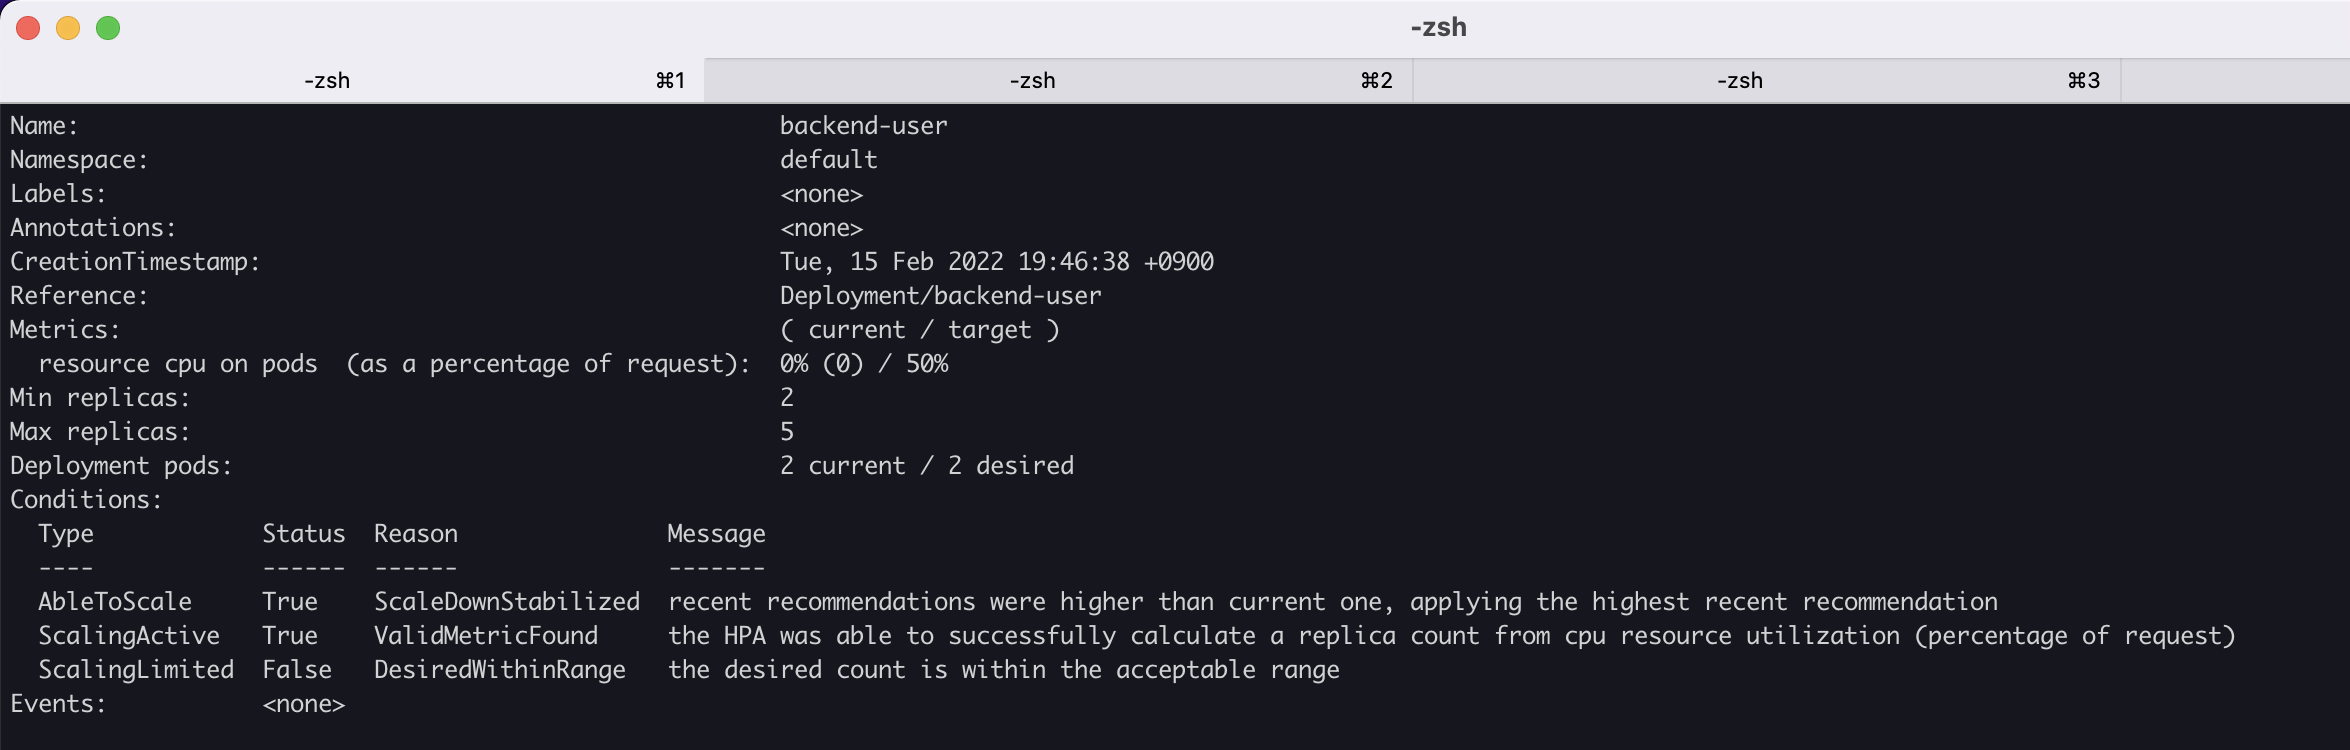 -zsh
-zsh ⌘1 -zsh ⌘2 -zsh ⌘3
Name: backend-user
Namespace: default
Labels: <none>
Annotations: <none>
CreationTimestamp: Tue, 15 Feb 2022 19:46:38 +0900
Reference: Deployment/backend-user
Metrics: ( current / target )
  resource cpu on pods  (as a percentage of request):  0% (0) / 50%
Min replicas: 2
Max replicas: 5
Deployment pods: 2 current / 2 desired
Conditions:
  Type            Status  Reason               Message
  ----            ------  ------               -------
  AbleToScale     True    ScaleDownStabilized  recent recommendations were higher than current one, applying the highest recent recommendation
  ScalingActive   True    ValidMetricFound     the HPA was able to successfully calculate a replica count from cpu resource utilization (percentage of request)
  ScalingLimited  False   DesiredWithinRange   the desired count is within the acceptable range
Events:           <none>